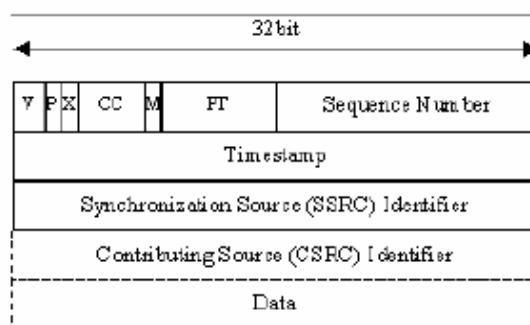 32bit
V P X CC M PT Sequence Number
Timestamp
Synchronization Source (SSRC) Identifier
Contributing Source (CSRC) Identifier
Data